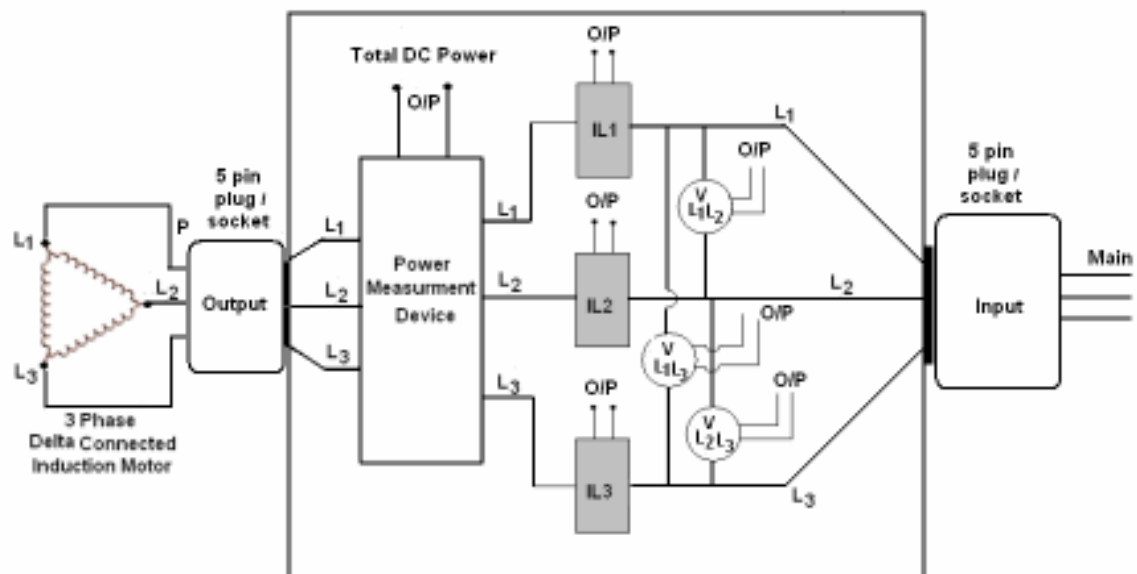 Total DC Power
O/P
O/P
IL1
L1
O/P
V
L1L2
5 pin
plug /
socket
5 pin
plug /
socket
P
L1
L2
L3
Output
L1
L2
L3
Power
Measurment
Device
L1
L2
L3
O/P
IL2
L2
V
L1L3
O/P
O/P
IL3
V
L2L3
O/P
L3
Input
Main
3 Phase
Delta Connected
Induction Motor